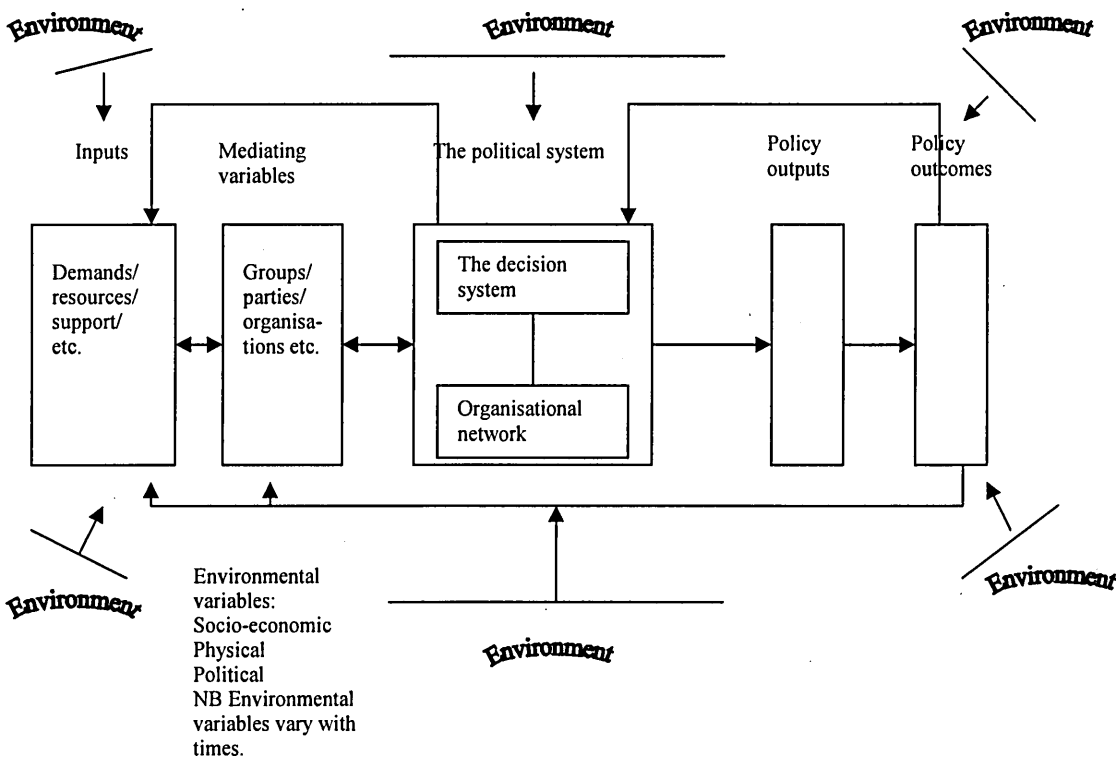 Environment
Environment
Environment
Inputs
Mediating
variables
The political system
Policy
outputs
Policy
outcomes
Demands/
resources/
support/
etc.
Groups/
parties/
organisa-
tions etc.
The decision
system
Organisational
network
Environment
Environment
Environment
Environmental
variables:
Socio-economic
Physical
Political
NB Environmental
variables vary with
times.